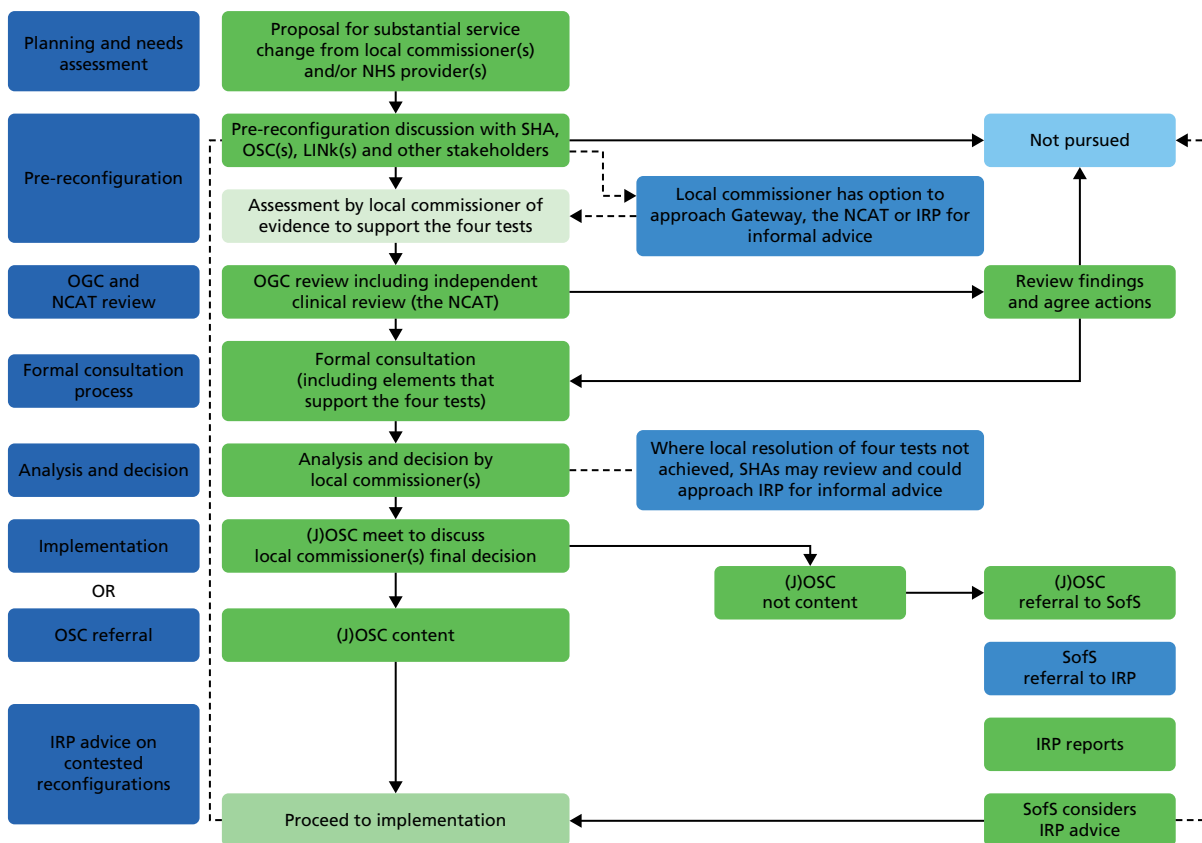 Planning and needs
assessment
Proposal for substantial service
change from local commissioner(s)
and/or NHS provider(s)
Pre-reconfiguration
Pre-reconfiguration discussion with SHA,
OSC(s), LINk(s) and other stakeholders
Not pursued
Assessment by local commissioner of
evidence to support the four tests
Local commissioner has option to
approach Gateway, the NCAT or IRP for
informal advice
OGC and
NCAT review
OGC review including independent
clinical review (the NCAT)
Review findings
and agree actions
Formal consultation
process
Formal consultation
(including elements that
support the four tests)
Analysis and decision
Analysis and decision by
local commissioner(s)
Where local resolution of four tests not
achieved, SHAs may review and could
approach IRP for informal advice
Implementation
(J)OSC meet to discuss
local commissioner(s) final decision
(J)OSC
not content
(J)OSC
referral to SofS
OR
OSC referral
(J)OSC content
SofS
referral to IRP
IRP advice on
contested
reconfigurations
IRP reports
Proceed to implementation
SofS considers
IRP advice